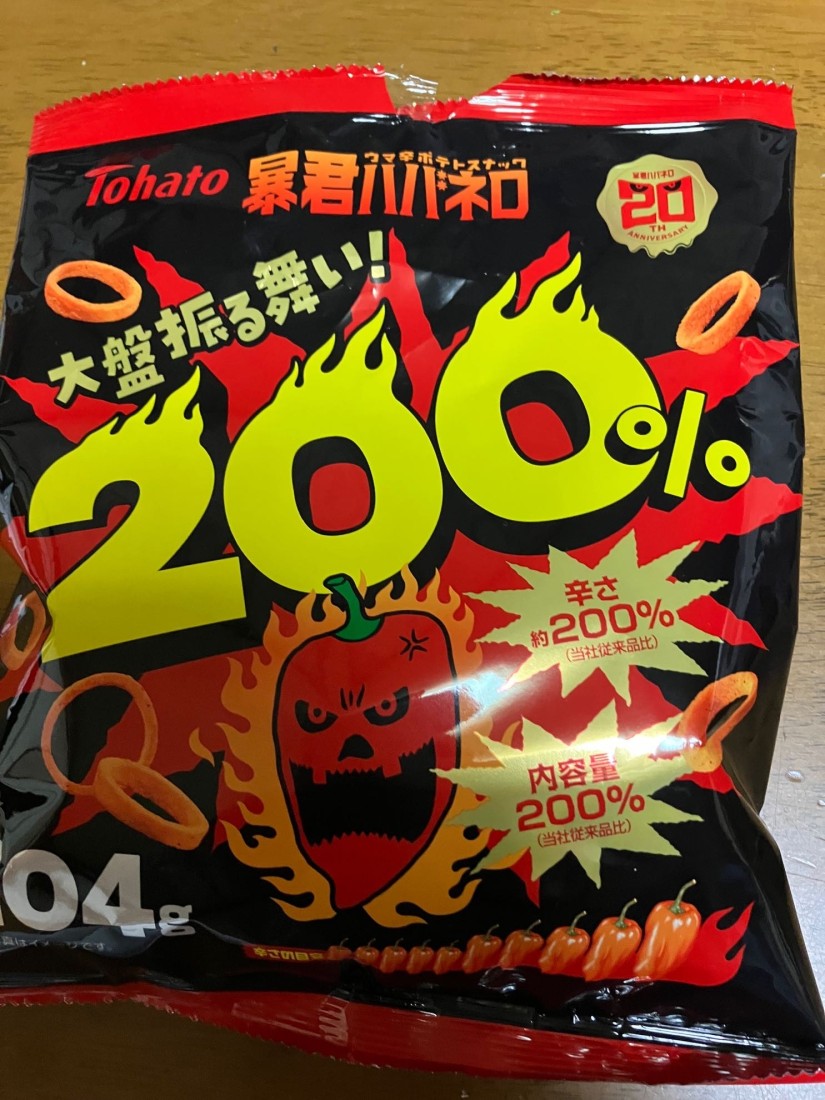 Tohato
ウマ辛ポテトスナック
暴君ハバネロ
暴君ハバネロ
20
TH
ANNIVERSARY
大盤振る舞い!
200%
辛さ
約200%
(当社従来品比)
内容量
200%
(当社従来品比)
104g
辛さの目安